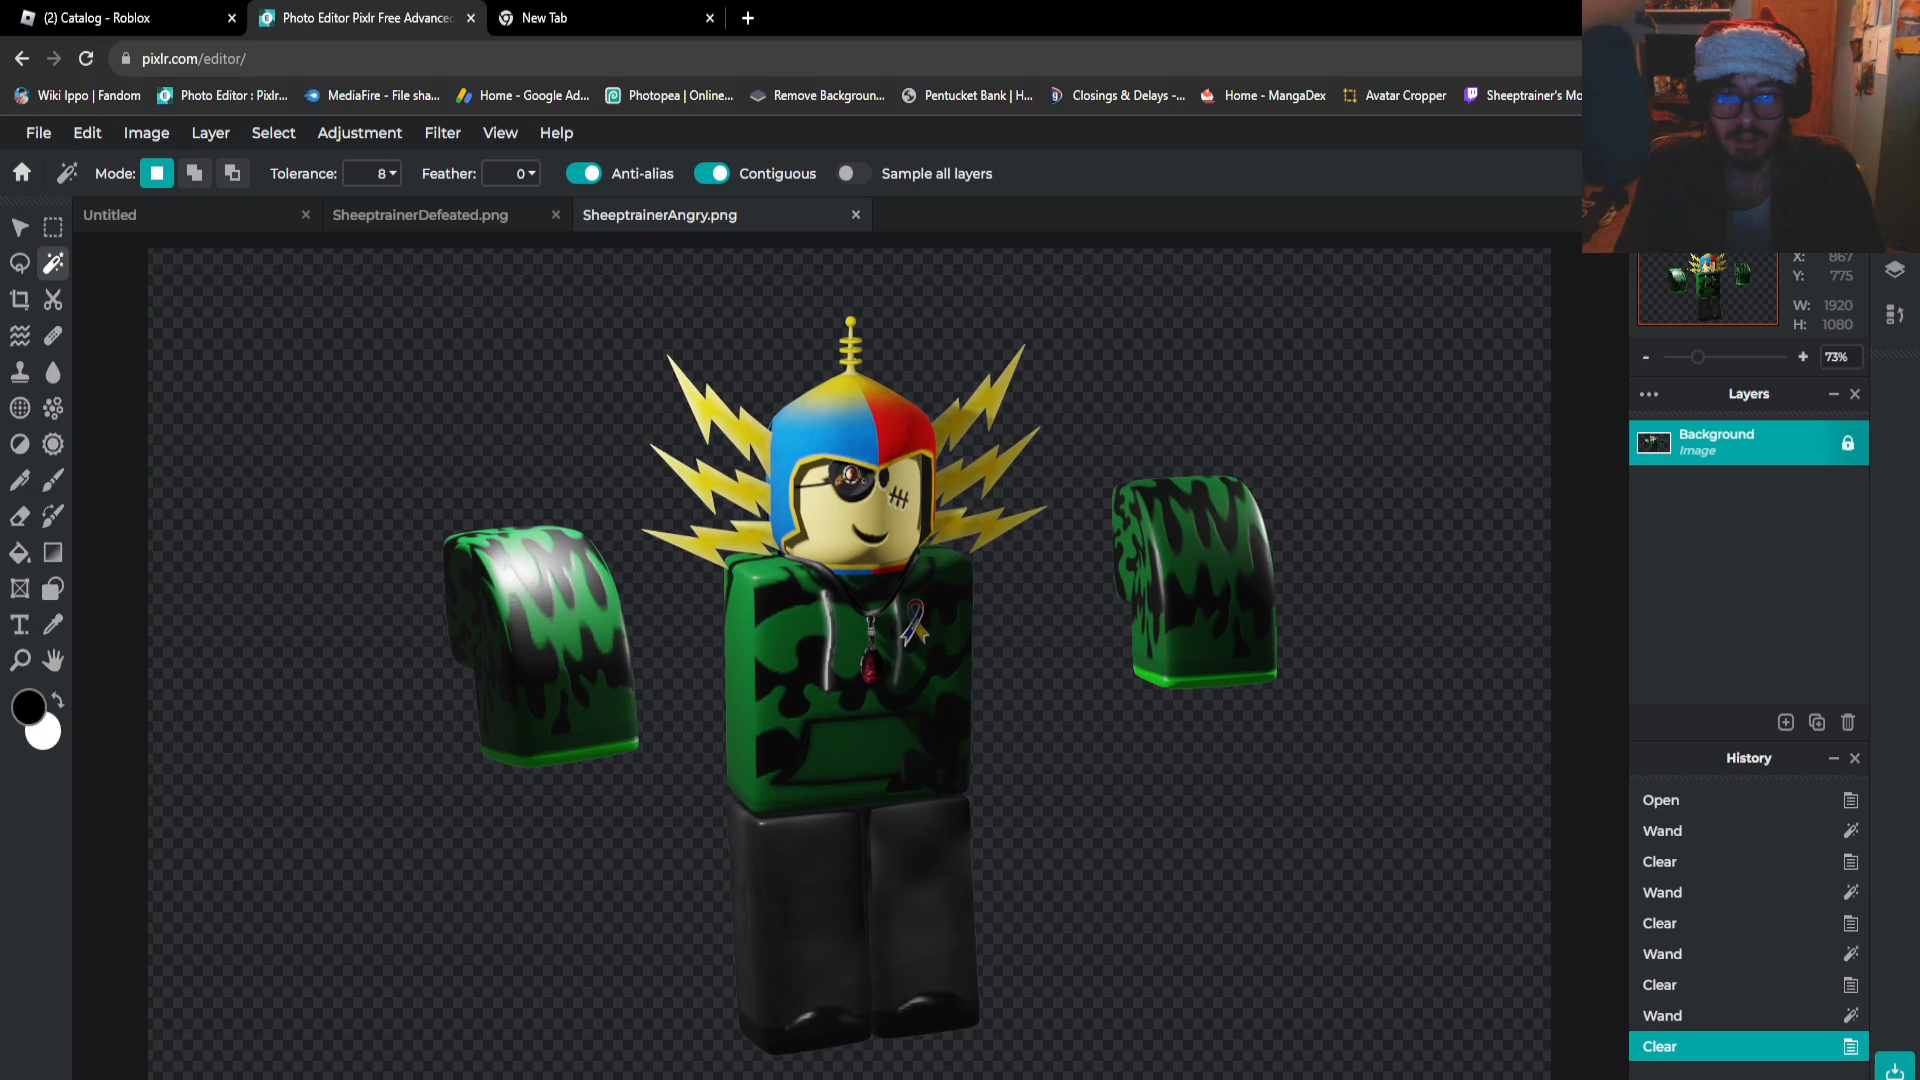 (2) Catalog - Roblox
Photo Editor Pixlr Free Advanced
New Tab
pixlr.com/editor/
Wiki Ippo | Fandom
Photo Editor : Pixlr...
MediaFire - File sha...
Home - Google Ad...
Photopea | Online...
Remove Backgroun...
Pentucket Bank | H...
Closings & Delays -...
Home - MangaDex
Avatar Cropper
Sheeptrainer's Mo
File Edit Image Layer Select Adjustment Filter View Help
Mode: Tolerance: 8 Feather: 0 Anti-alias Contiguous Sample all layers
Untitled
SheeptrainerDefeated.png
SheeptrainerAngry.png
X: 867
Y: 775
W: 1920
H: 1080
73%
Layers
Background
Image
History
Open
Wand
Clear
Wand
Clear
Wand
Clear
Wand
Clear